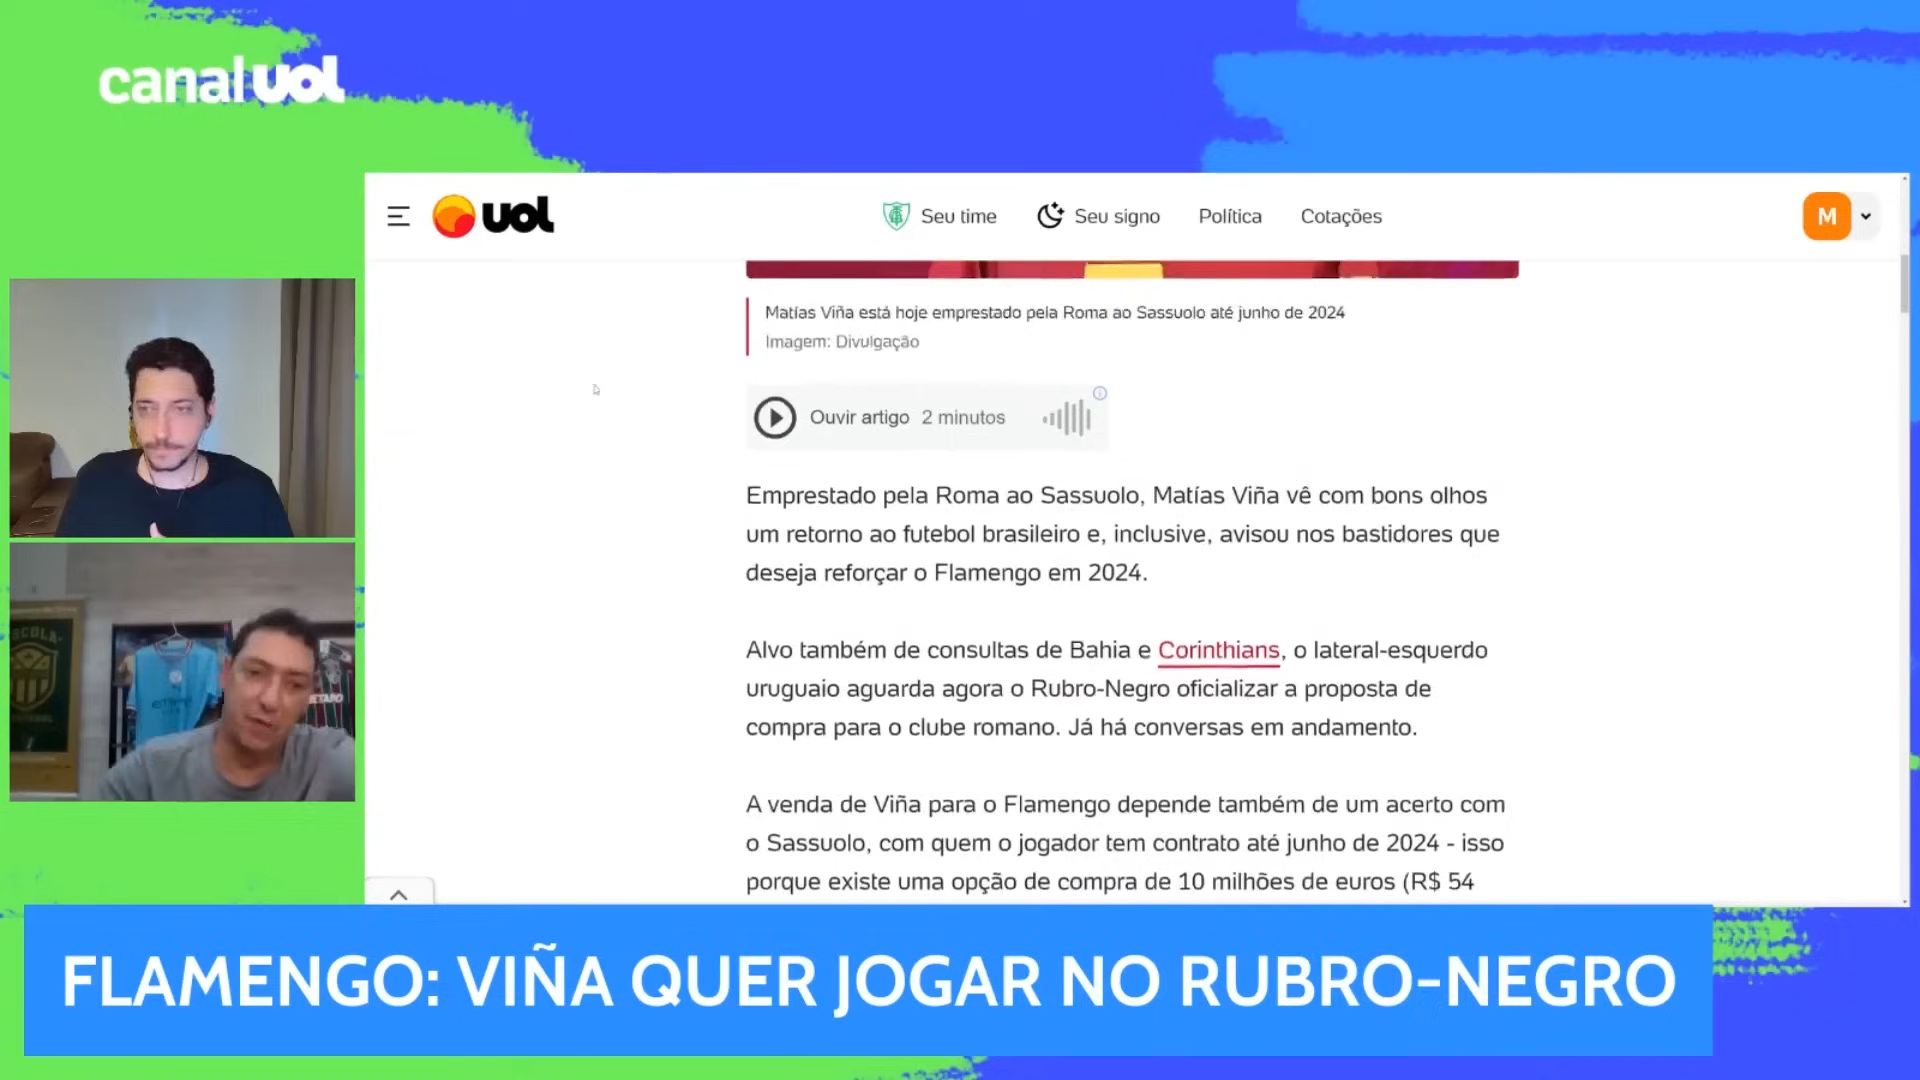 canal uol
uol
Seu time
Seu signo
Política
Cotações
M
Matías Viña está hoje emprestado pela Roma ao Sassuolo até junho de 2024
Imagem: Divulgação
Ouvir artigo 2 minutos
Emprestado pela Roma ao Sassuolo, Matías Viña vê com bons olhos
um retorno ao futebol brasileiro e, inclusive, avisou nos bastidores que
deseja reforçar o Flamengo em 2024.
Alvo também de consultas de Bahia e Corinthians, o lateral-esquerdo
uruguaio aguarda agora o Rubro-Negro oficializar a proposta de
compra para o clube romano. Já há conversas em andamento.
A venda de Viña para o Flamengo depende também de um acerto com
o Sassuolo, com quem o jogador tem contrato até junho de 2024 - isso
porque existe uma opção de compra de 10 milhões de euros (R$ 54
FLAMENGO: VIÑA QUER JOGAR NO RUBRO-NEGRO